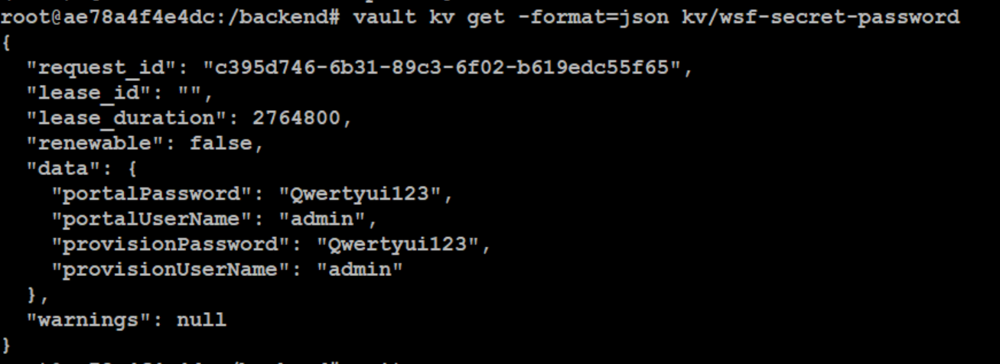 root@ae78a4f4e4dc:/backend# vault kv get -format=json kv/wsf-secret-password
{
  "request_id": "c395d746-6b31-89c3-6f02-b619edc55f65",
  "lease_id": "",
  "lease_duration": 2764800,
  "renewable": false,
  "data": {
    "portalPassword": "Qwertyui123",
    "portalUserName": "admin",
    "provisionPassword": "Qwertyui123",
    "provisionUserName": "admin"
  },
  "warnings": null
}